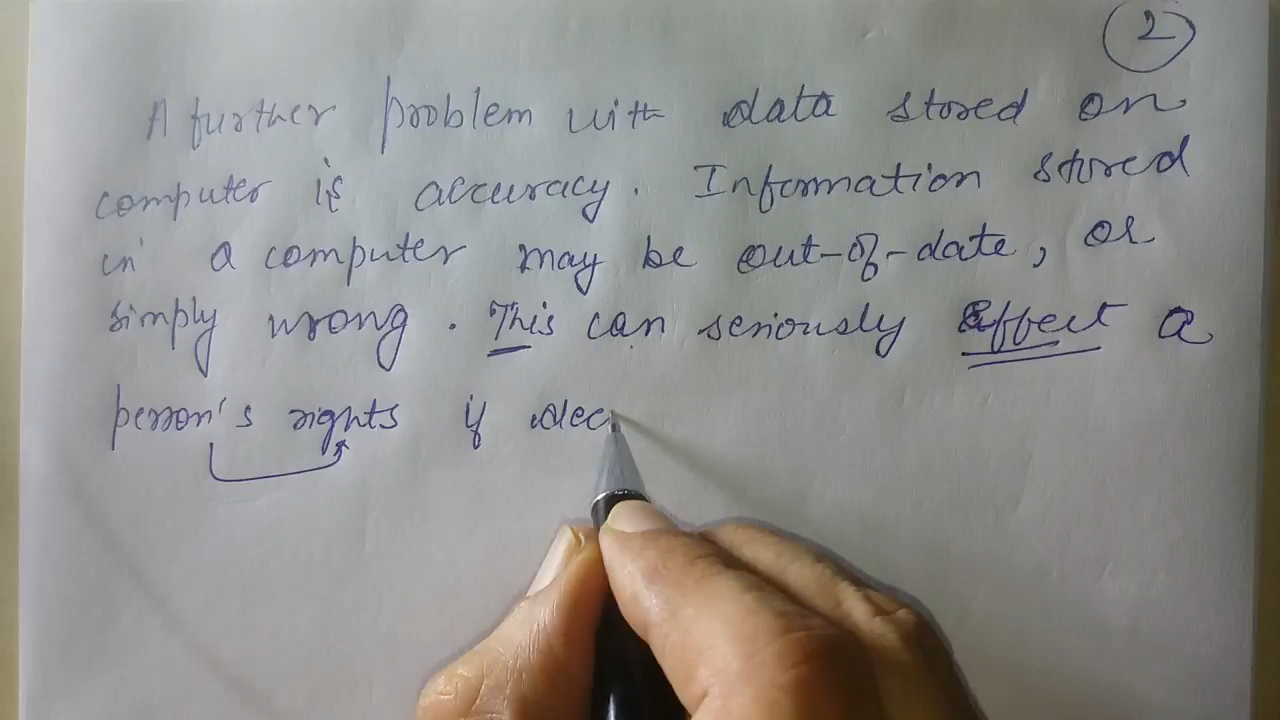 2
A further problem with data stored on
computer is accuracy. Information stored
in a computer may be out-of-date, or
simply wrong. This can seriously affect a
person's rights if dec